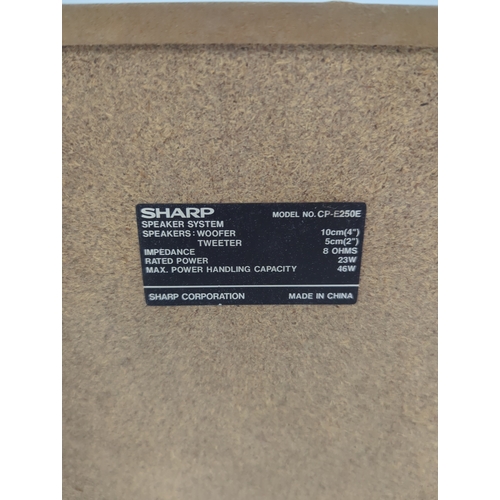 SHARP MODEL NO. CP-E250E
SPEAKER SYSTEM
SPEAKERS: WOOFER 10cm(4")
TWEETER 5cm(2")
IMPEDANCE 8 OHMS
RATED POWER 23W
MAX. POWER HANDLING CAPACITY 46W
SHARP CORPORATION MADE IN CHINA